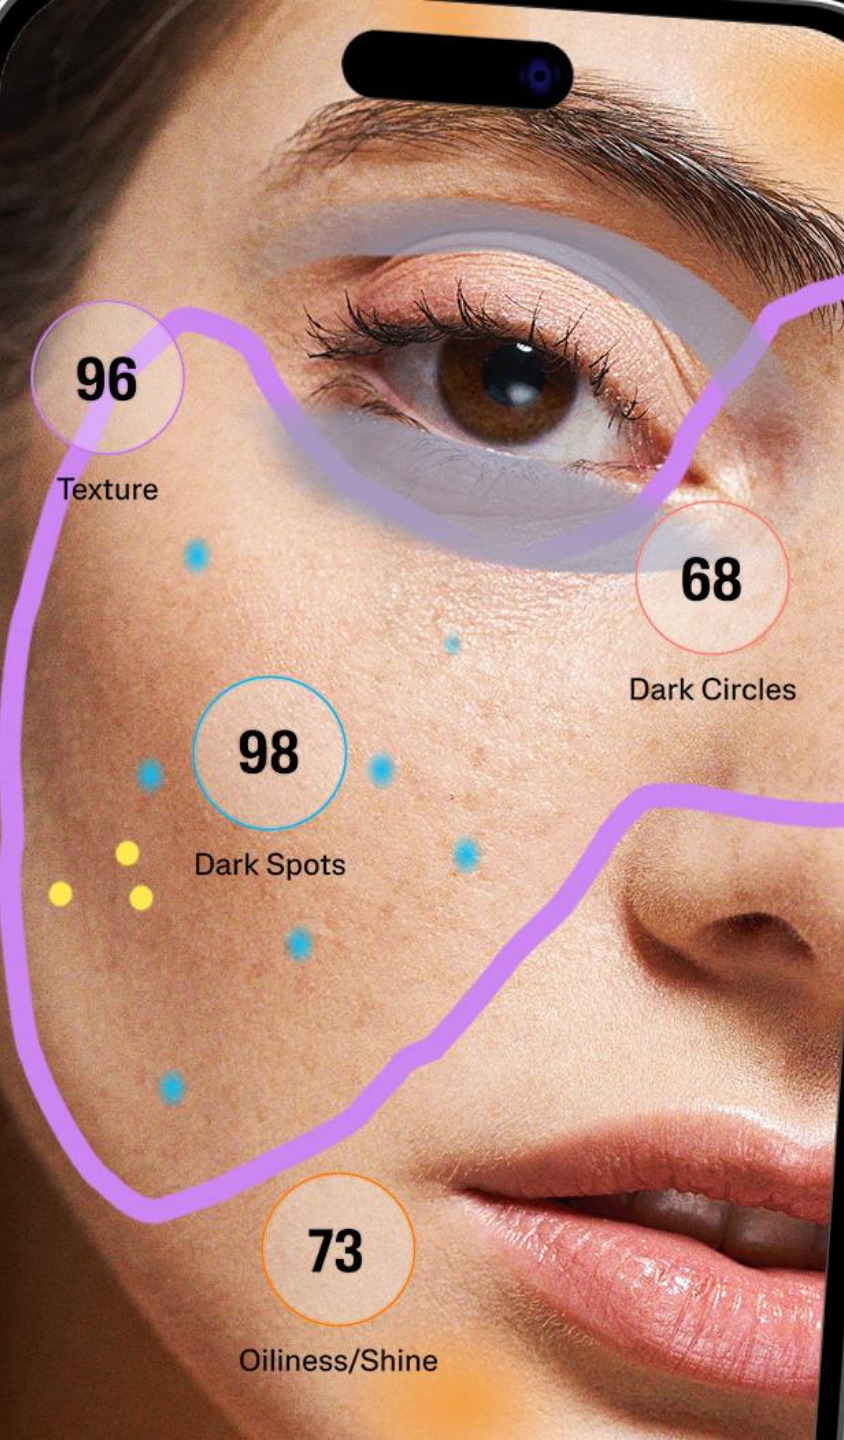 96
Texture
68
Dark Circles
98
Dark Spots
73
Oiliness/Shine